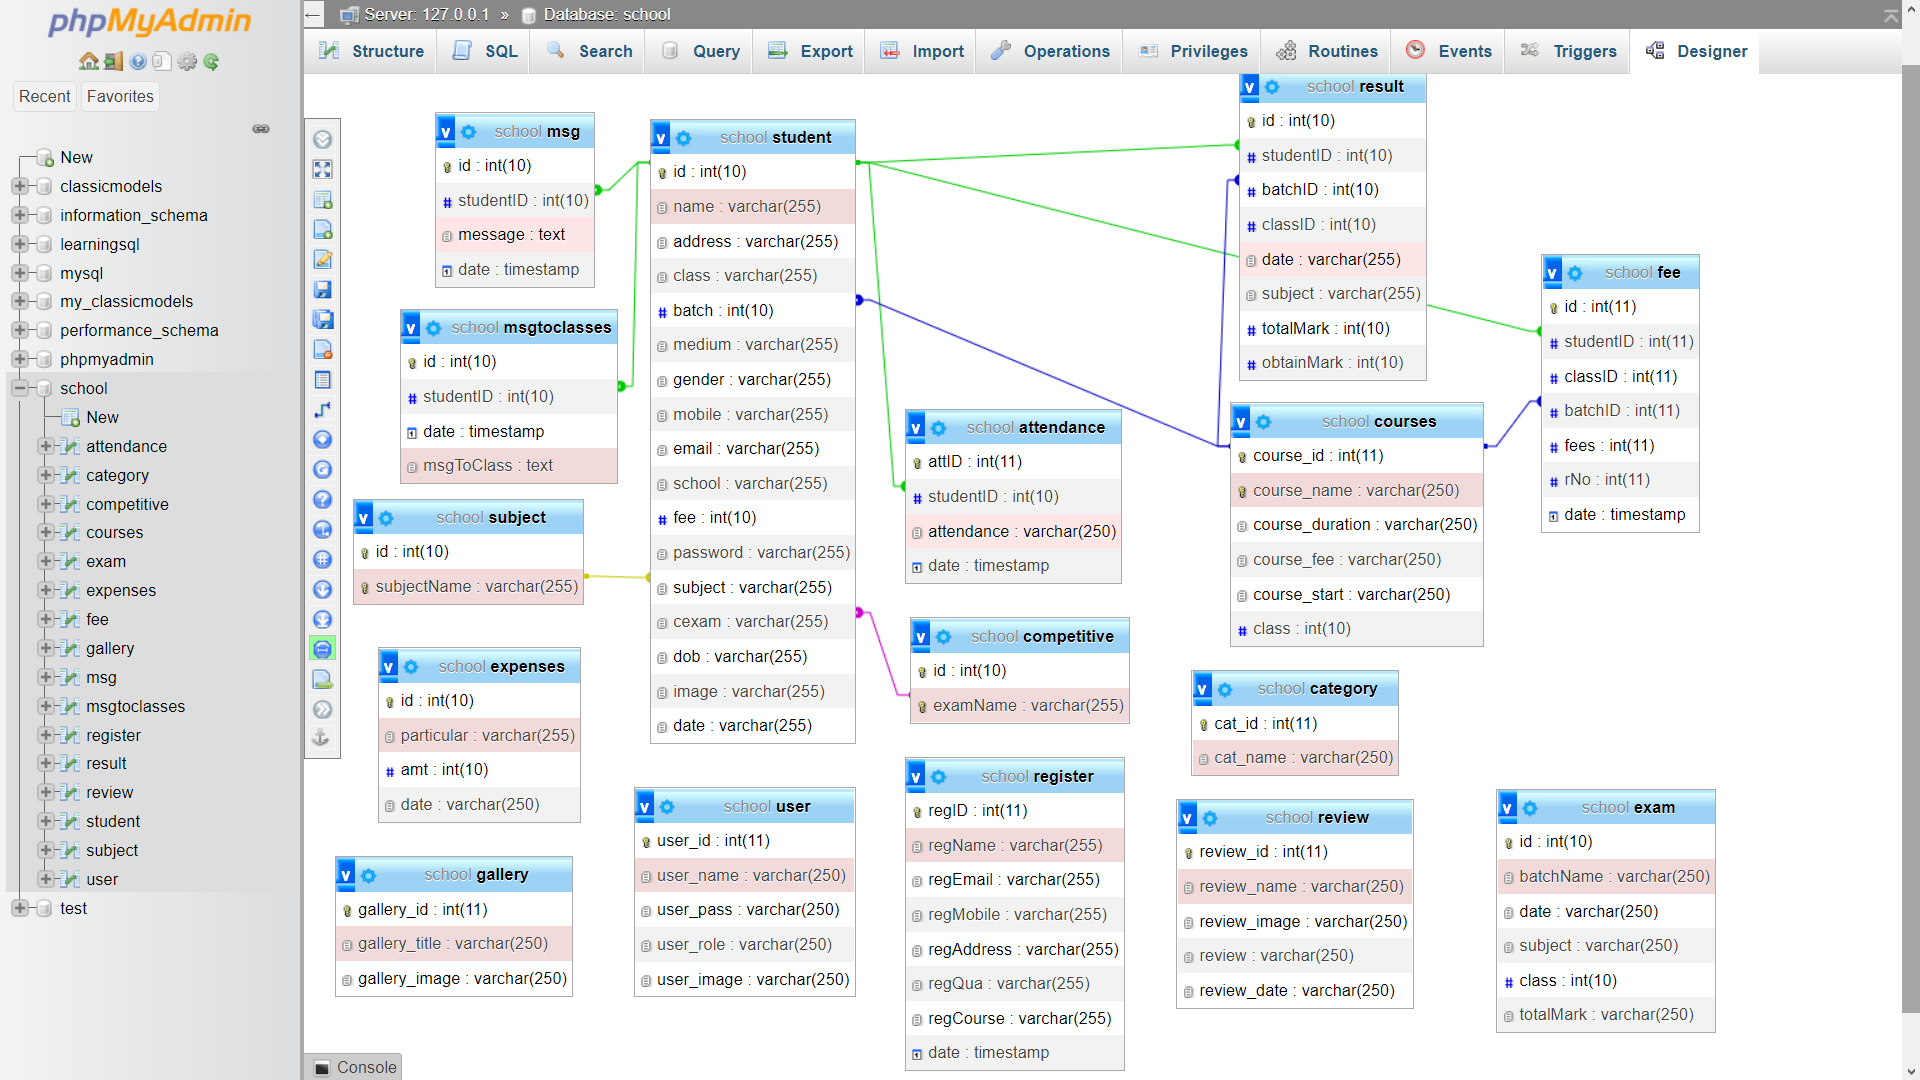 phpMyAdmin
Recent
Favorites
New
classicmodels
information_schema
learningsql
mysql
my_classicmodels
performance_schema
phpmyadmin
school
New
attendance
category
competitive
courses
exam
expenses
fee
gallery
msg
msgtoclasses
register
result
review
student
subject
user
test
← Server: 127.0.0.1 » Database: school
Structure SQL Search Query Export Import Operations Privileges Routines Events Triggers Designer
v school msg
id : int(10)
# studentID : int(10)
message : text
date : timestamp
v school msgtoclasses
id : int(10)
# studentID : int(10)
date : timestamp
msgToClass : text
v school subject
id : int(10)
subjectName : varchar(255)
v school expenses
id : int(10)
particular : varchar(255)
# amt : int(10)
date : varchar(250)
v school gallery
gallery_id : int(11)
gallery_title : varchar(250)
gallery_image : varchar(250)
v school student
id : int(10)
name : varchar(255)
address : varchar(255)
class : varchar(255)
# batch : int(10)
medium : varchar(255)
gender : varchar(255)
mobile : varchar(255)
email : varchar(255)
school : varchar(255)
# fee : int(10)
password : varchar(255)
subject : varchar(255)
cexam : varchar(255)
dob : varchar(255)
image : varchar(255)
date : varchar(255)
v school user
user_id : int(11)
user_name : varchar(250)
user_pass : varchar(250)
user_role : varchar(250)
user_image : varchar(250)
v school attendance
attID : int(11)
# studentID : int(10)
attendance : varchar(250)
date : timestamp
v school competitive
id : int(10)
examName : varchar(255)
v school register
regID : int(11)
regName : varchar(255)
regEmail : varchar(255)
regMobile : varchar(255)
regAddress : varchar(255)
regQua : varchar(255)
regCourse : varchar(255)
date : timestamp
v school result
id : int(10)
# studentID : int(10)
# batchID : int(10)
# classID : int(10)
date : varchar(255)
subject : varchar(255)
# totalMark : int(10)
# obtainMark : int(10)
v school courses
course_id : int(11)
course_name : varchar(250)
course_duration : varchar(250)
course_fee : varchar(250)
course_start : varchar(250)
# class : int(10)
v school category
cat_id : int(11)
cat_name : varchar(250)
v school review
review_id : int(11)
review_name : varchar(250)
review_image : varchar(250)
review : varchar(250)
review_date : varchar(250)
v school fee
id : int(11)
# studentID : int(11)
# classID : int(11)
# batchID : int(11)
# fees : int(11)
# rNo : int(11)
date : timestamp
v school exam
id : int(10)
batchName : varchar(250)
date : varchar(250)
subject : varchar(250)
# class : int(10)
totalMark : varchar(250)
Console